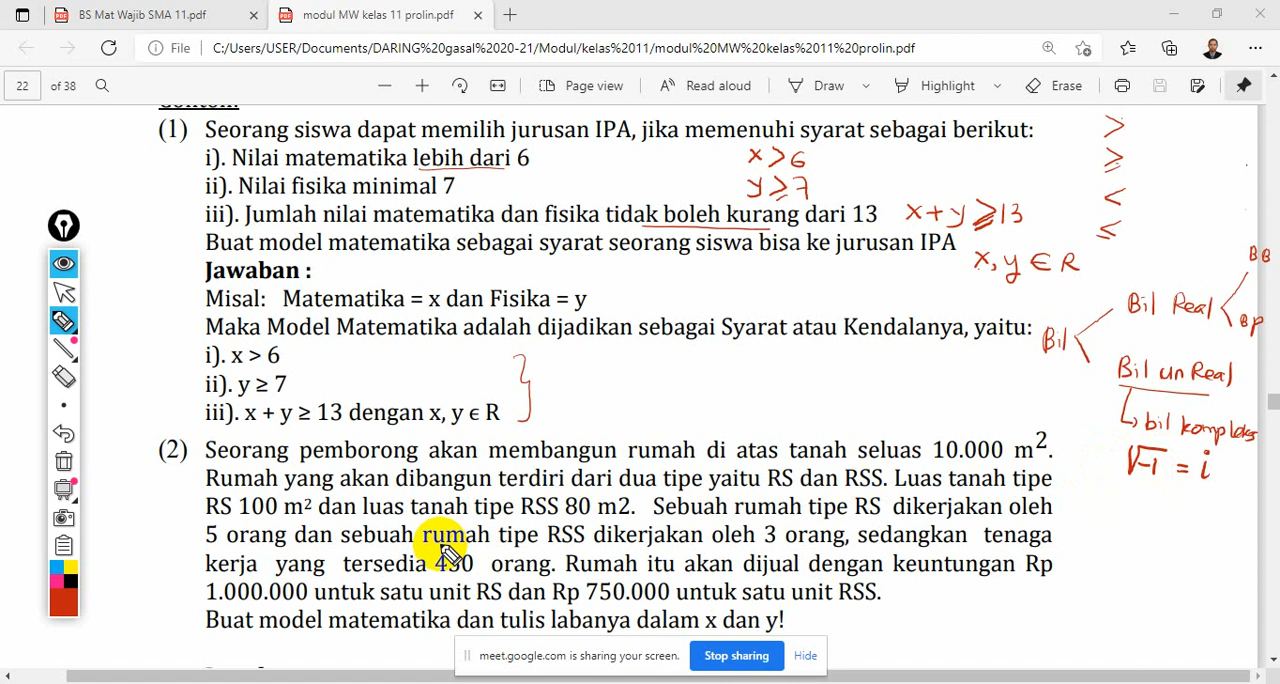 BS Mat Wajib SMA 11.pdf
modul MW kelas 11 prolin.pdf
File
C:/Users/USER/Documents/DARING%20gasal%202020-21/Modul/kelas%2011/modul%20MW%20kelas%2011%20prolin.pdf
22 of 38
Page view
Read aloud
Draw
Highlight
Erase
Contoh:
(1) Seorang siswa dapat memilih jurusan IPA, jika memenuhi syarat sebagai berikut: >
i). Nilai matematika lebih dari 6 x > 6 ≥
ii). Nilai fisika minimal 7 y ≥ 7 <
iii). Jumlah nilai matematika dan fisika tidak boleh kurang dari 13 x + y ≥ 13 ≤
Buat model matematika sebagai syarat seorang siswa bisa ke jurusan IPA
x, y ∈ R
BB
Jawaban :
Misal: Matematika = x dan Fisika = y
Bil Real
Maka Model Matematika adalah dijadikan sebagai Syarat atau Kendalanya, yaitu:
Bil
BP
i). x > 6
Bil unReal
ii). y ≥ 7
iii). x + y ≥ 13 dengan x, y ϵ R
bil kompleks
√-1 = i
(2) Seorang pemborong akan membangun rumah di atas tanah seluas 10.000 m².
Rumah yang akan dibangun terdiri dari dua tipe yaitu RS dan RSS. Luas tanah tipe
RS 100 m² dan luas tanah tipe RSS 80 m2. Sebuah rumah tipe RS dikerjakan oleh
5 orang dan sebuah rumah tipe RSS dikerjakan oleh 3 orang, sedangkan tenaga
kerja yang tersedia orang. Rumah itu akan dijual dengan keuntungan Rp
1.000.000 untuk satu unit RS dan Rp 750.000 untuk satu unit RSS.
Buat model matematika dan tulis labanya dalam x dan y!
meet.google.com is sharing your screen.
Stop sharing
Hide